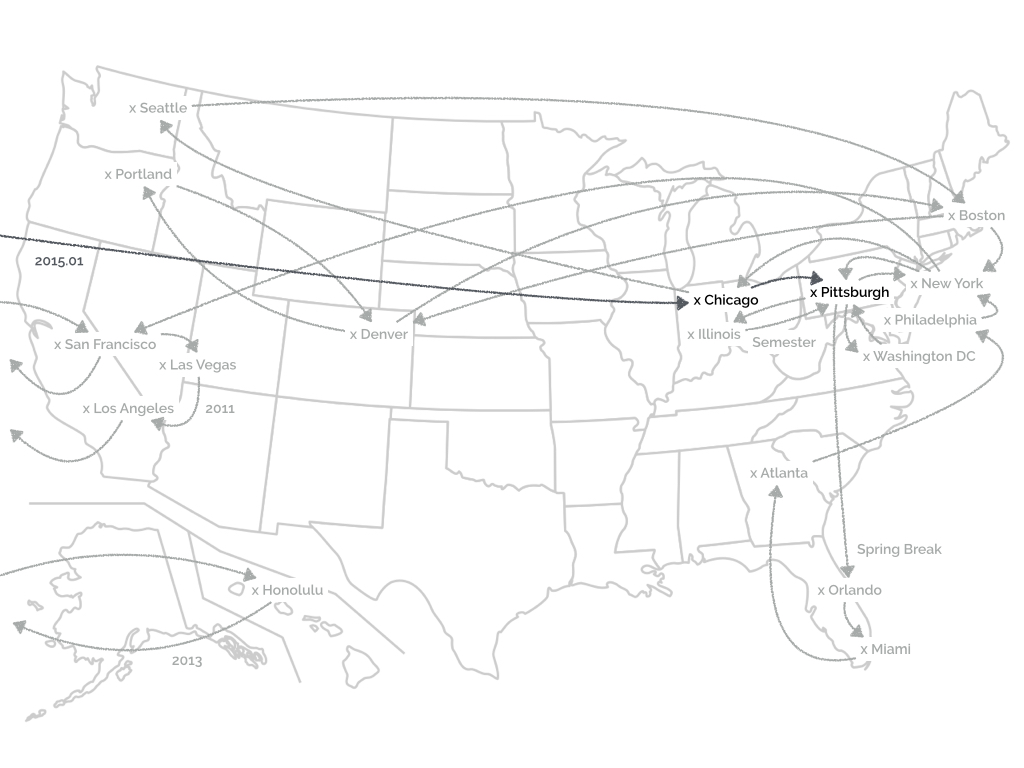 x Seattle
x Portland
x Boston
2015.01
x New York
x Pittsburgh
x Chicago
x Philadelphia
x Denver
x Illinois
Semester
x San Francisco
x Washington DC
x Las Vegas
x Los Angeles
2011
x Atlanta
Spring Break
x Honolulu
x Orlando
x Miami
2013